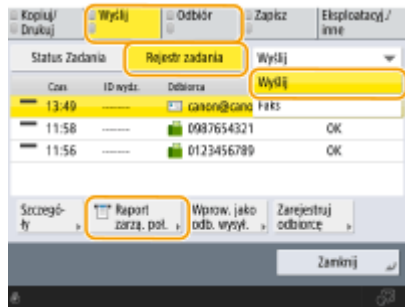 Kopiuj/
Drukuj
Wyślij
Odbiór
Zapisz
Eksploatacyj./
inne
Status Zadania
Rejestr zadania
Wyślij
Wyślij
Faks
Czas
ID wydz.
Odbiorca
13:49
--------
canon@cano
11:58
--------
0987654321
OK
11:56
--------
0123456789
OK
Szczegó-
ły
Raport
zarzą. poł.
Wprow. jako
odb. wysył.
Zarejestruj
odbiorcę
Zamknij